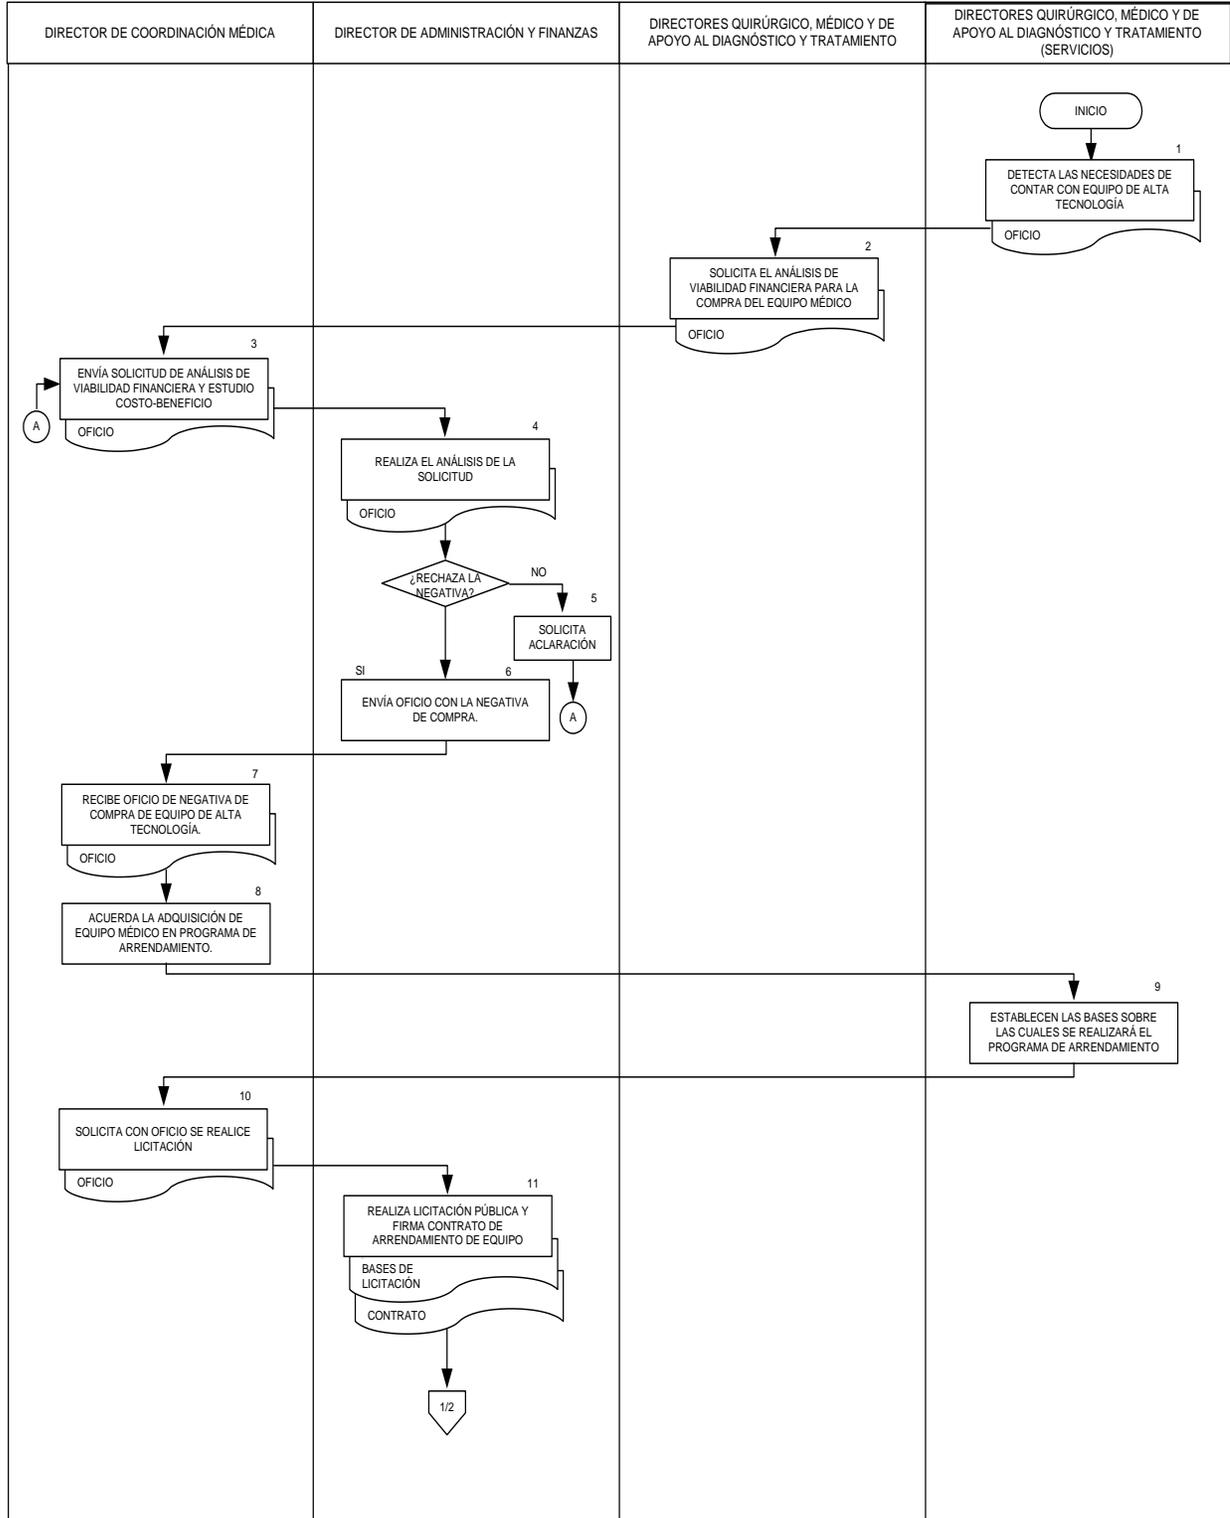 DIRECTOR DE COORDINACIÓN MÉDICA
DIRECTOR DE ADMINISTRACIÓN Y FINANZAS
DIRECTORES QUIRÚRGICO, MÉDICO Y DE
APOYO AL DIAGNÓSTICO Y TRATAMIENTO
DIRECTORES QUIRÚRGICO, MÉDICO Y DE
APOYO AL DIAGNÓSTICO Y TRATAMIENTO
(SERVICIOS)
INICIO
1
DETECTA LAS NECESIDADES DE
CONTAR CON EQUIPO DE ALTA
TECNOLOGÍA
OFICIO
2
SOLICITA EL ANÁLISIS DE
VIABILIDAD FINANCIERA PARA LA
COMPRA DEL EQUIPO MÉDICO
OFICIO
3
ENVÍA SOLICITUD DE ANÁLISIS DE
VIABILIDAD FINANCIERA Y ESTUDIO
COSTO-BENEFICIO
OFICIO
A
4
REALIZA EL ANÁLISIS DE LA
SOLICITUD
OFICIO
¿RECHAZA LA
NEGATIVA?
NO
5
SOLICITA
ACLARACIÓN
A
SI
6
ENVÍA OFICIO CON LA NEGATIVA
DE COMPRA.
7
RECIBE OFICIO DE NEGATIVA DE
COMPRA DE EQUIPO DE ALTA
TECNOLOGÍA.
OFICIO
8
ACUERDA LA ADQUISICIÓN DE
EQUIPO MÉDICO EN PROGRAMA DE
ARRENDAMIENTO.
9
ESTABLECEN LAS BASES SOBRE
LAS CUALES SE REALIZARÁ EL
PROGRAMA DE ARRENDAMIENTO
10
SOLICITA CON OFICIO SE REALICE
LICITACIÓN
OFICIO
11
REALIZA LICITACIÓN PÚBLICA Y
FIRMA CONTRATO DE
ARRENDAMIENTO DE EQUIPO
BASES DE
LICITACIÓN
CONTRATO
1/2